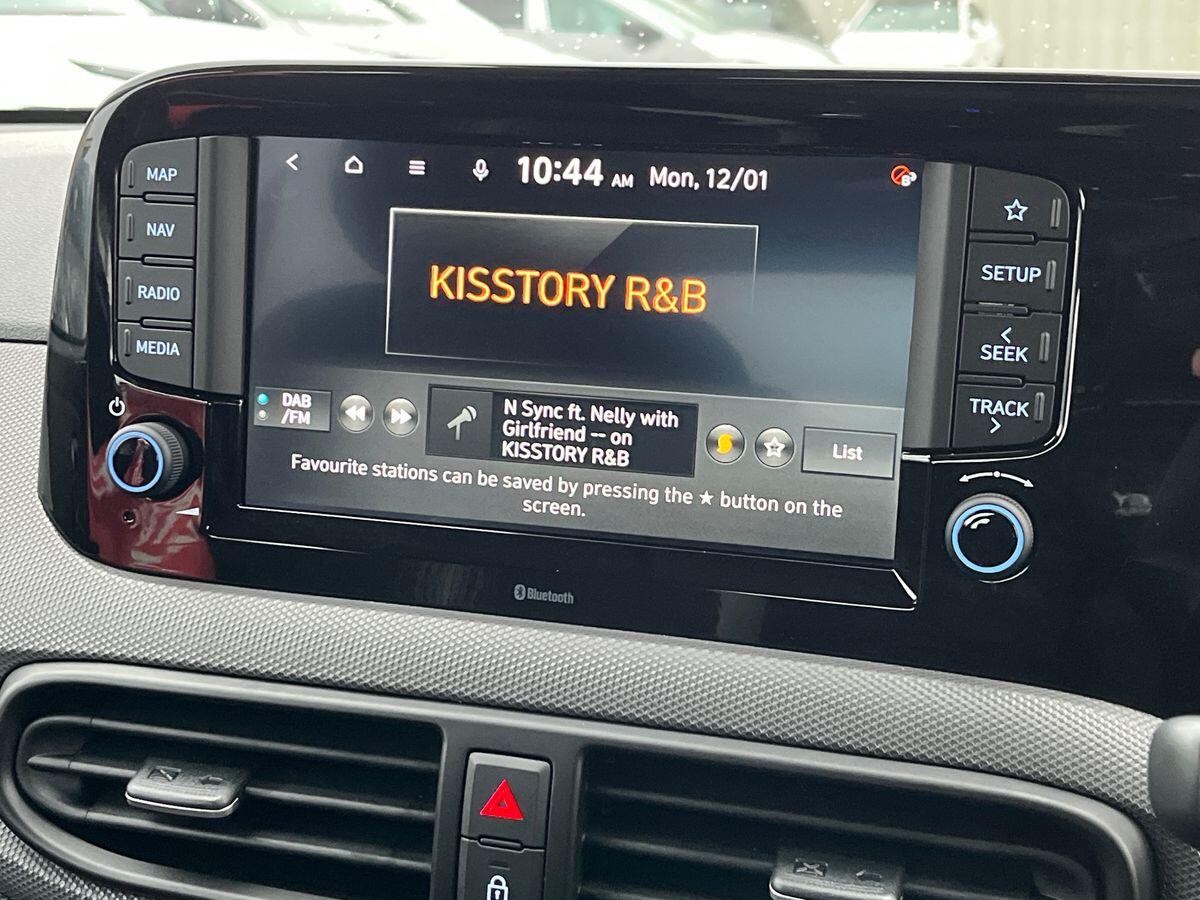 10:44 AM Mon, 12/01
MAP
NAV
RADIO
MEDIA
KISSTORY R&B
DAB
/FM
N Sync ft. Nelly with
Girlfriend -- on
KISSTORY R&B
List
Favourite stations can be saved by pressing the ★ button on the
screen.
SETUP
< SEEK
TRACK >
Bluetooth